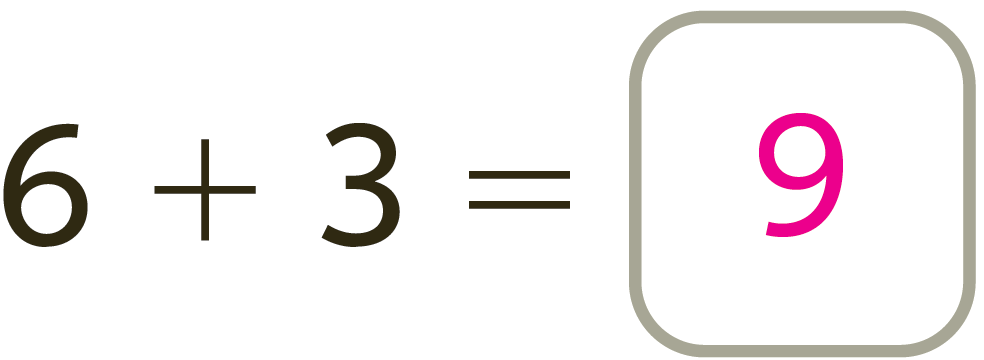 6 + 3 = 9